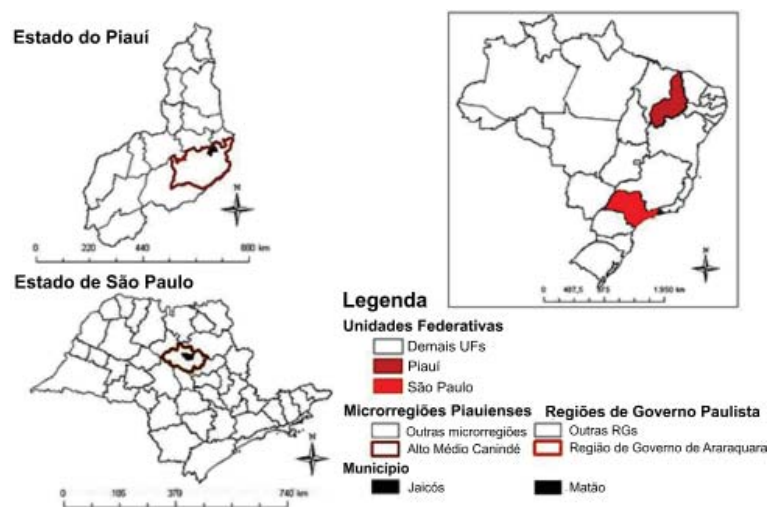 Estado do Piauí
N
0 220 440 880 km
Estado de São Paulo
N
0 185 370 740 km
N
0 487,5 975 1.950 km
Legenda
Unidades Federativas
Demais UFs
Piauí
São Paulo
Microrregiões Piauienses
Outras microrregiões
Alto Médio Canindé
Município
Jaicós
Regiões de Governo Paulista
Outras RGs
Região de Governo de Araraquara
Matão